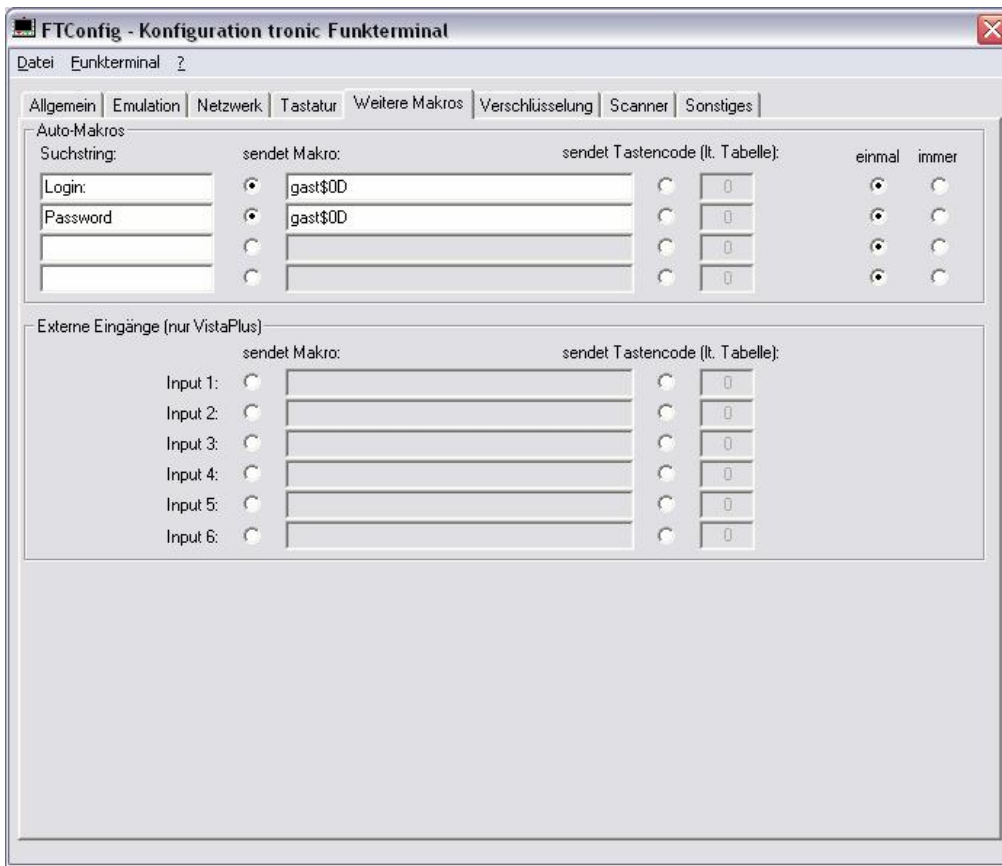 FTConfig - Konfiguration tronic Funkterminal
Datei Funkterminal ?
Allgemein Emulation Netzwerk Tastatur Weitere Makros Verschlüsselung Scanner Sonstiges
Auto-Makros
Suchstring: sendet Makro: sendet Tastencode (lt. Tabelle): einmal immer
Login: gast$0D 0
Password gast$0D 0
0
0
Externe Eingänge (nur VistaPlus)
sendet Makro: sendet Tastencode (lt. Tabelle):
Input 1: 0
Input 2: 0
Input 3: 0
Input 4: 0
Input 5: 0
Input 6: 0